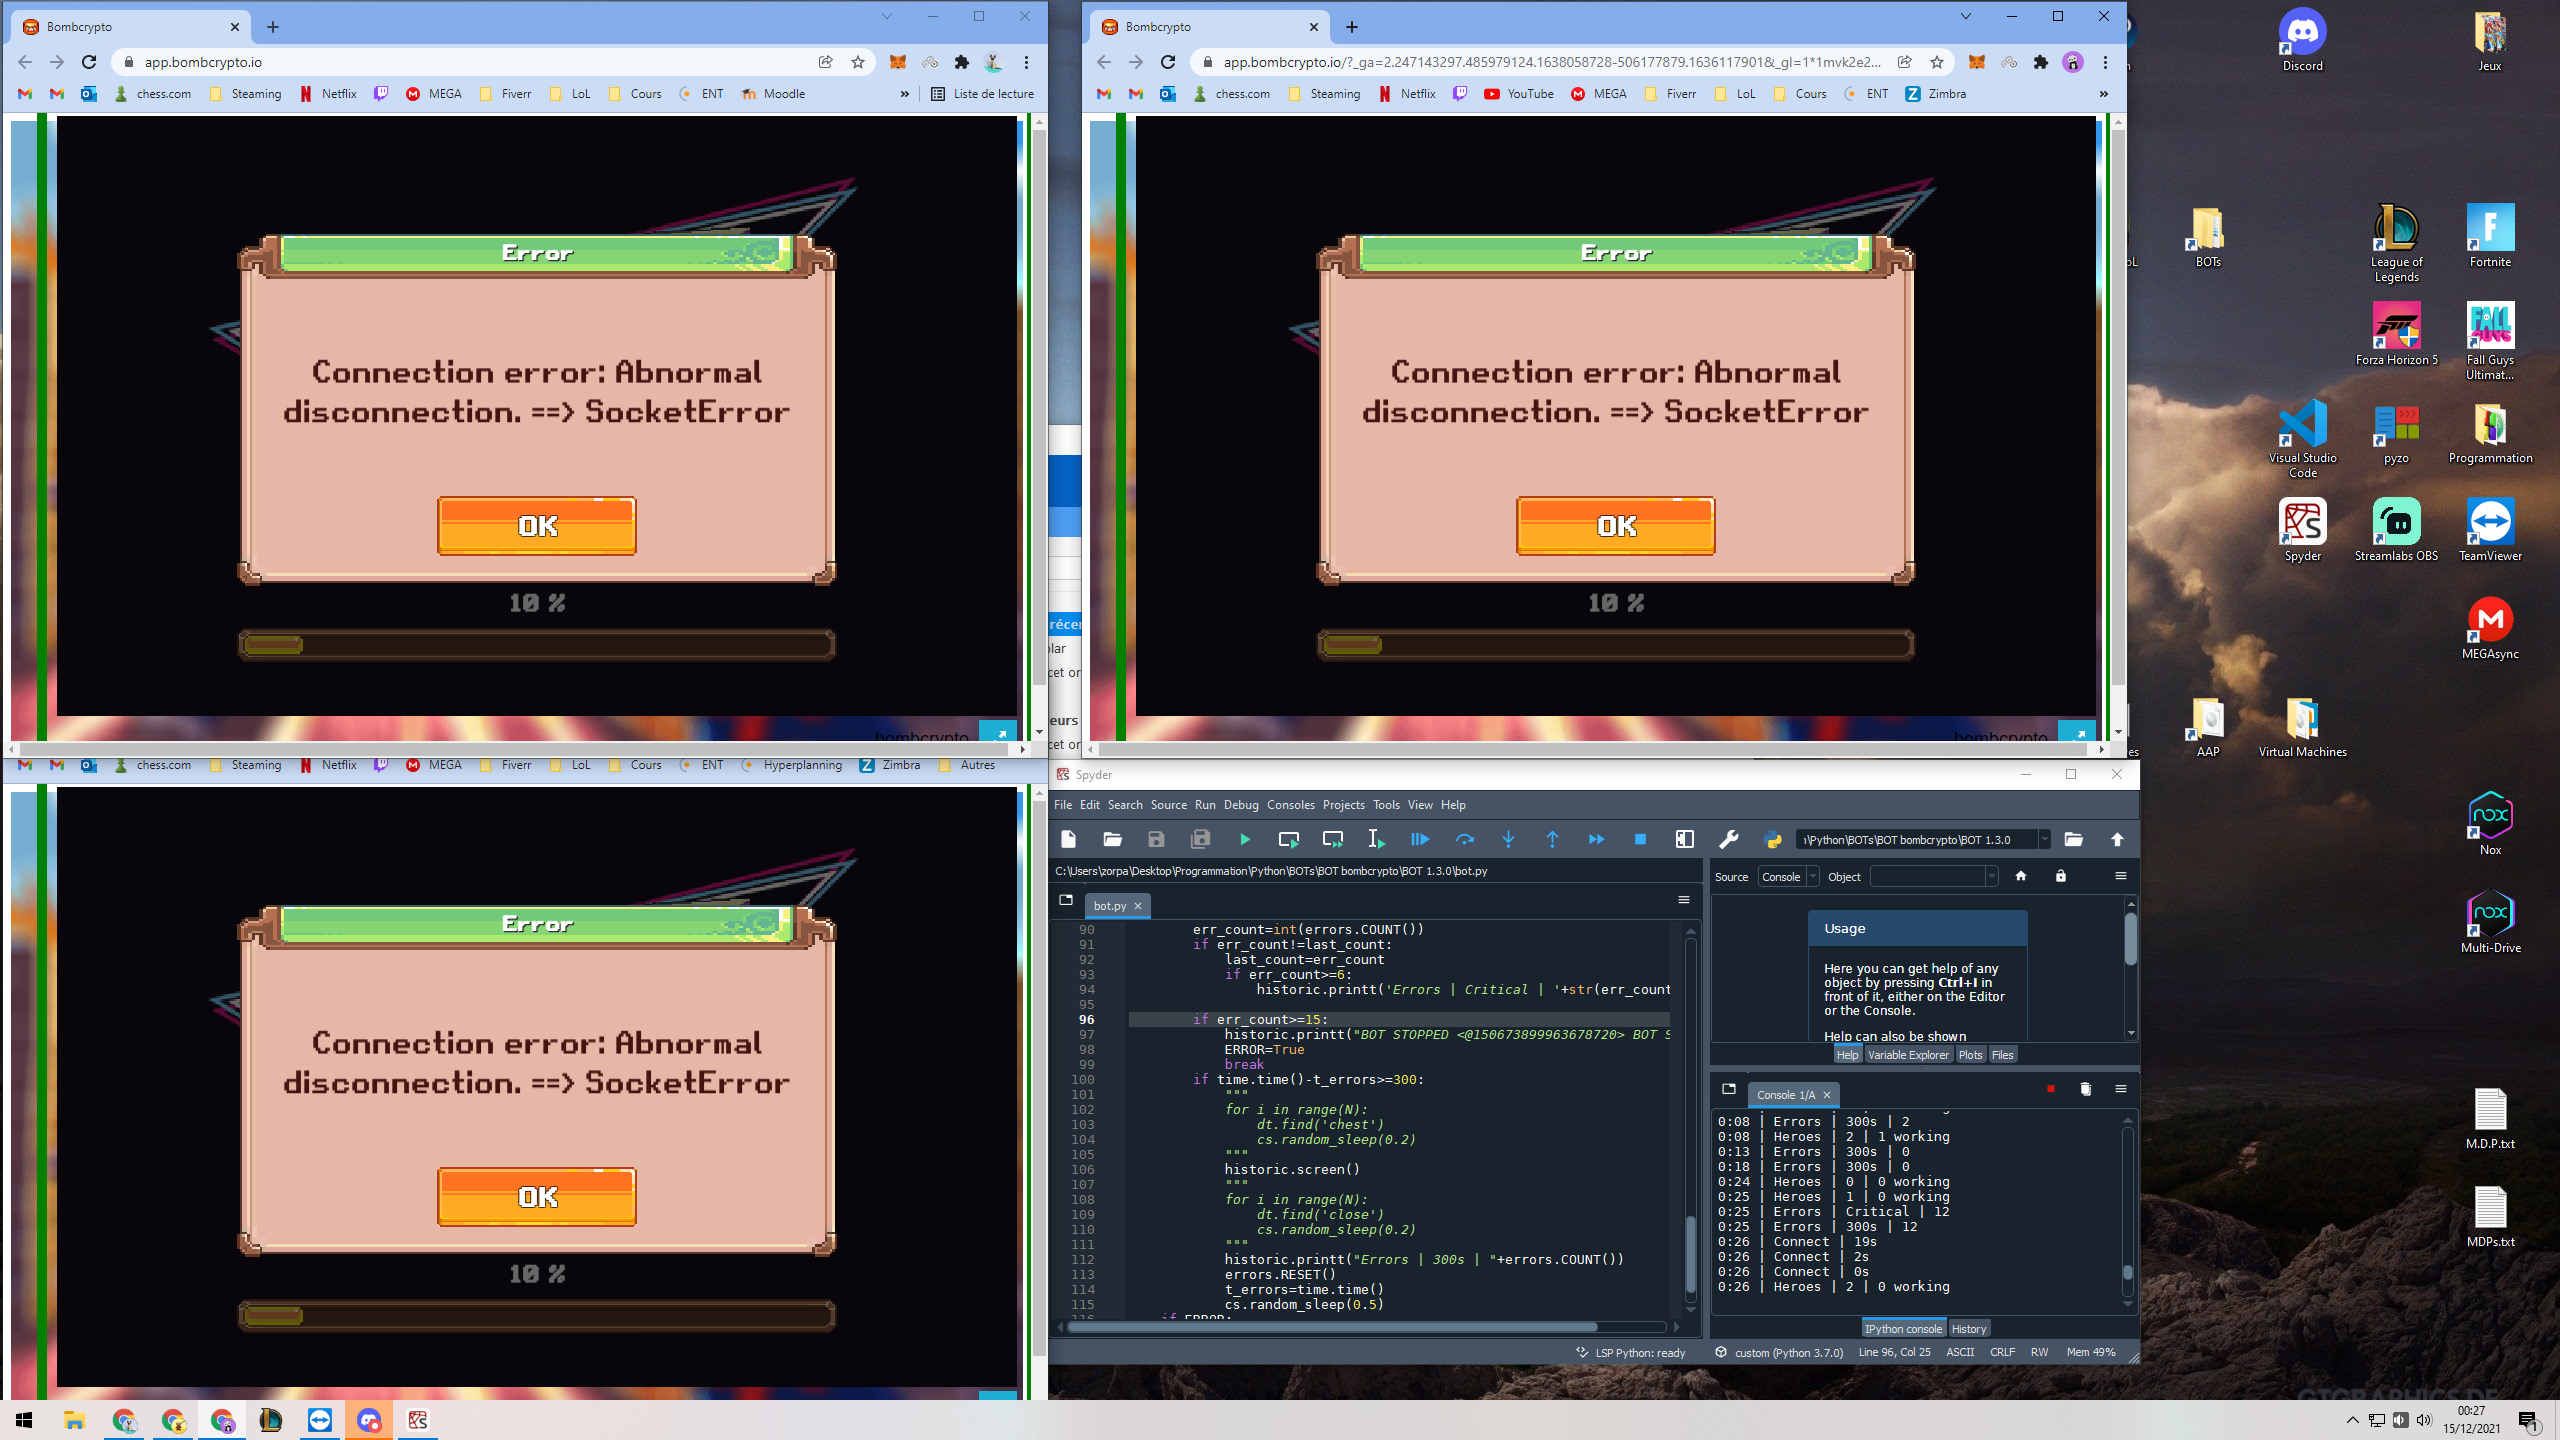 Bombcrypto
app.bombcrypto.io
chess.com Steaming Netflix MEGA Fiverr LoL Cours ENT Moodle » Liste de lecture
Error
Connection error: Abnormal
disconnection. ==> SocketError
OK
10 %
bombcrypto
Bombcrypto
app.bombcrypto.io/?_ga=2.247143297.485979124.1638058728-506177879.1636117901&_gl=1*1mvk2e2...
chess.com Steaming Netflix YouTube MEGA Fiverr LoL Cours ENT Zimbra »
Error
Connection error: Abnormal
disconnection. ==> SocketError
OK
10 %
bombcrypto
récen
olar
cet or
eurs
cet or
chess.com Steaming Netflix MEGA Fiverr LoL Cours ENT Hyperplanning Zimbra Autres
Error
Connection error: Abnormal
disconnection. ==> SocketError
OK
10 %
Spyder
File Edit Search Source Run Debug Consoles Projects Tools View Help
ı\Python\BOTs\BOT bombcrypto\BOT 1.3.0
C:\Users\zorpa\Desktop\Programmation\Python\BOTs\BOT bombcrypto\BOT 1.3.0\bot.py
bot.py
90 err_count=int(errors.COUNT())
91 if err_count!=last_count:
92 last_count=err_count
93 if err_count>=6:
94 historic.printt('Errors | Critical | '+str(err_count
95
96 if err_count>=15:
97 historic.printt("BOT STOPPED <@150673899963678720> BOT S
98 ERROR=True
99 break
100 if time.time()-t_errors>=300:
101 """
102 for i in range(N):
103 dt.find('chest')
104 cs.random_sleep(0.2)
105 """
106 historic.screen()
107 """
108 for i in range(N):
109 dt.find('close')
110 cs.random_sleep(0.2)
111 """
112 historic.printt("Errors | 300s | "+errors.COUNT())
113 errors.RESET()
114 t_errors=time.time()
115 cs.random_sleep(0.5)
116 if ERROR:
Source Console Object
Usage
Here you can get help of any
object by pressing Ctrl+I in
front of it, either on the Editor
or the Console.
Help can also be shown
Help Variable Explorer Plots Files
Console 1/A
0:08 | Errors | 300s | 2
0:08 | Heroes | 2 | 1 working
0:13 | Errors | 300s | 0
0:18 | Errors | 300s | 0
0:24 | Heroes | 0 | 0 working
0:25 | Heroes | 1 | 0 working
0:25 | Errors | Critical | 12
0:25 | Errors | 300s | 12
0:26 | Connect | 19s
0:26 | Connect | 2s
0:26 | Connect | 0s
0:26 | Heroes | 2 | 0 working
IPython console History
LSP Python: ready custom (Python 3.7.0) Line 96, Col 25 ASCII CRLF RW Mem 49%
Discord
Jeux
BOTs
League of
Legends
Fortnite
Forza Horizon 5
Fall Guys
Ultimat...
Visual Studio
Code
pyzo
Programmation
Spyder
Streamlabs OBS
TeamViewer
MEGAsync
AAP
Virtual Machines
Nox
Multi-Drive
M.D.P.txt
MDPs.txt
00:27
15/12/2021
1